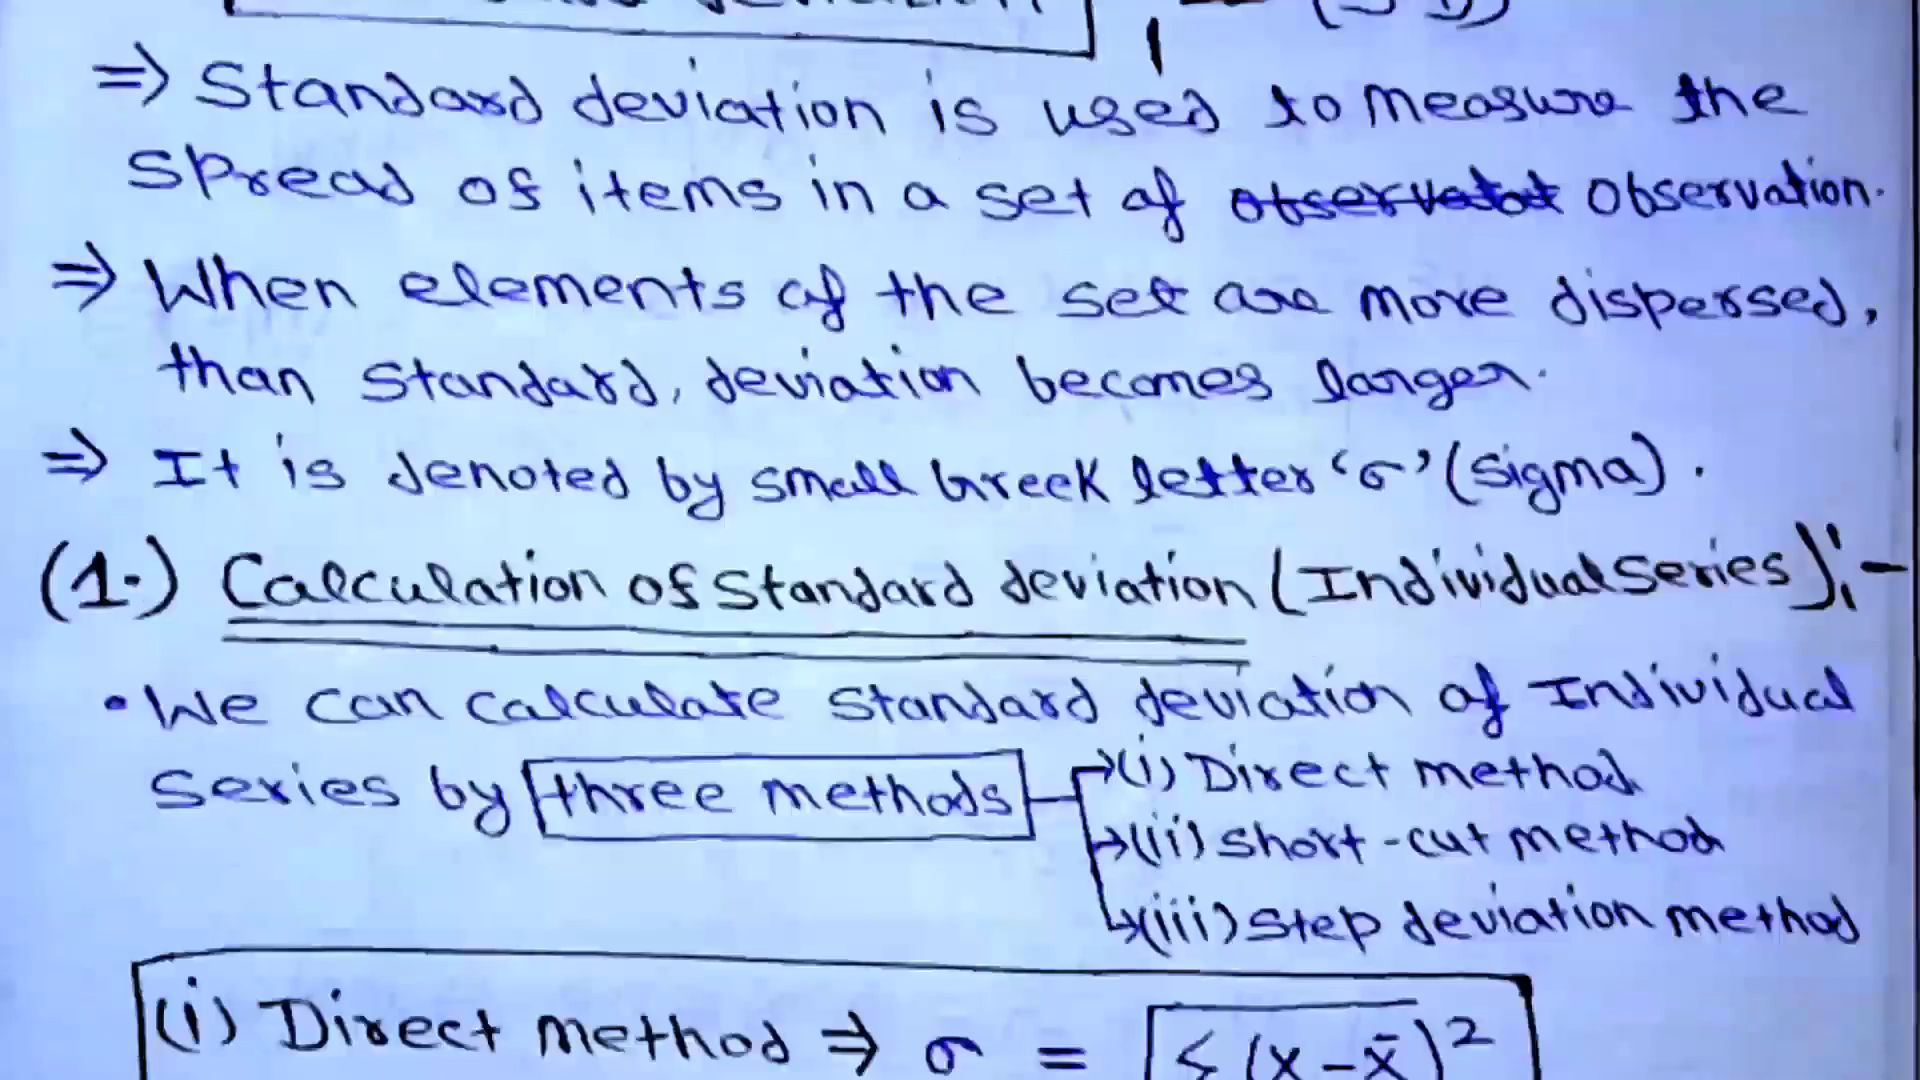 ⇒ Standard deviation is used to measure the
spread of items in a set of observation.
⇒ When elements of the set are more dispersed,
than standard, deviation becomes larger.
⇒ It is denoted by small Greek letter 'σ' (sigma).
(1.) Calculation of Standard deviation (Individual series):-
• We can calculate standard deviation of Individual
series by three methods
→(i) Direct method
→(ii) short-cut method
→(iii) step deviation method
(i) Direct method ⇒ σ = √Σ(x-x̄)²